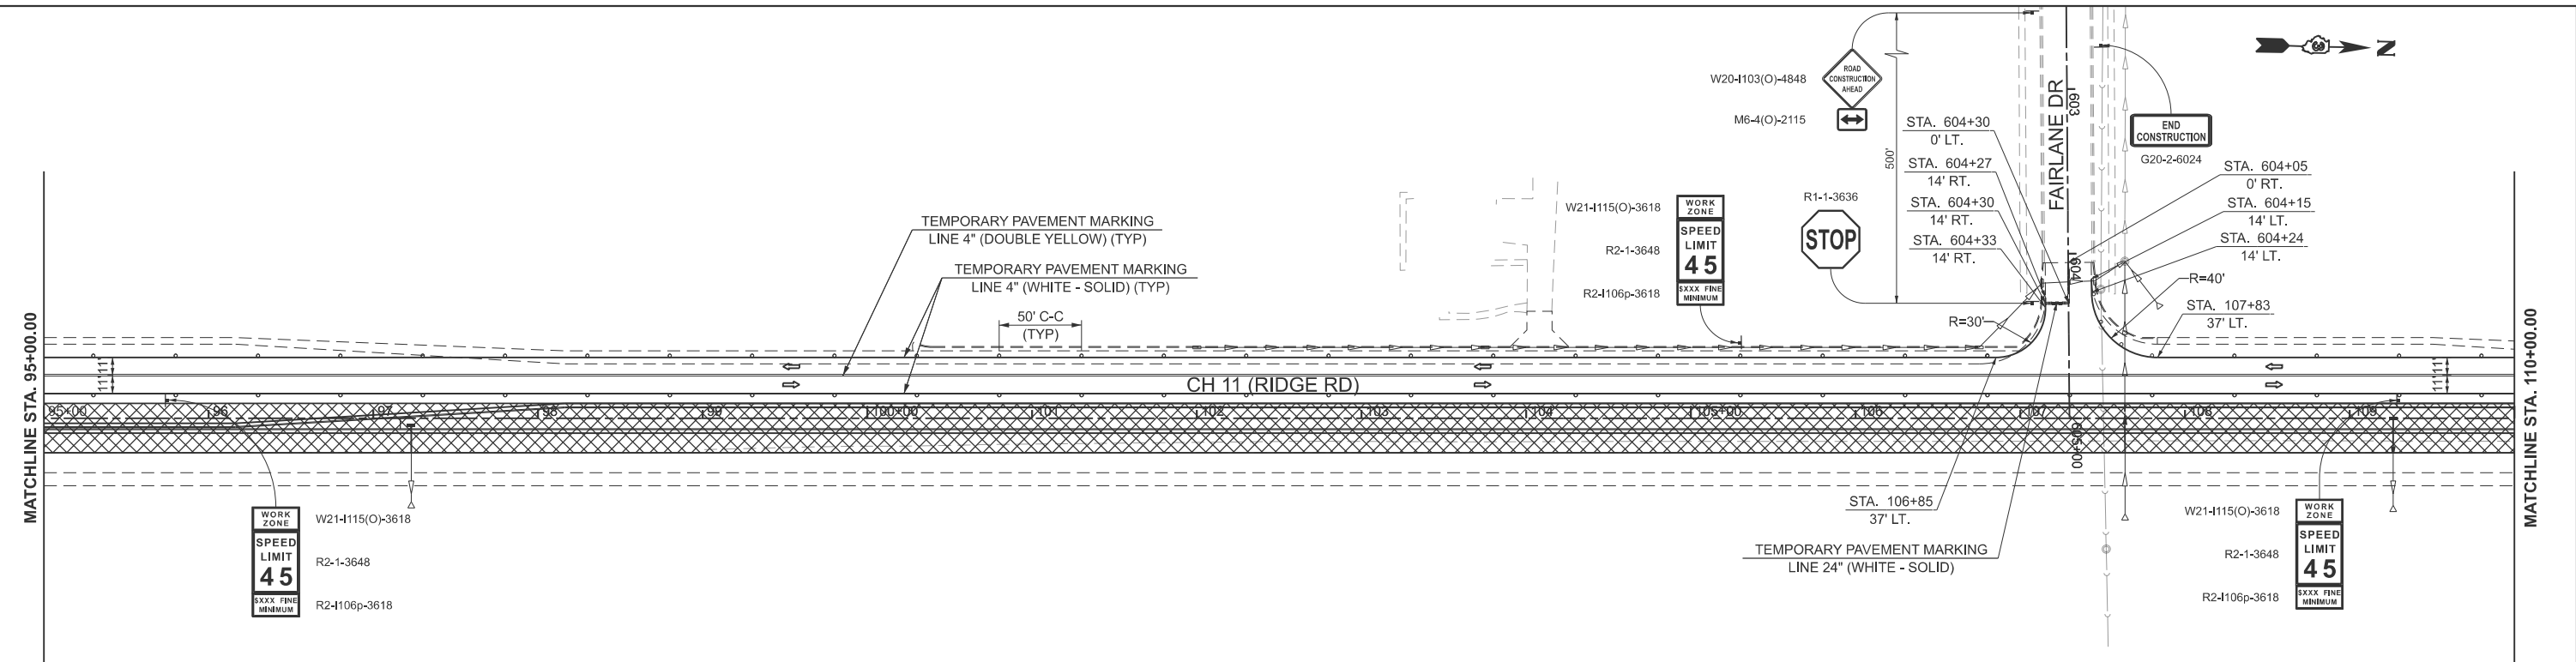 N
W20-I103(O)-4848
ROAD
CONSTRUCTION
AHEAD
M6-4(O)-2115
500'
FAIRLANE DR
603
604
605+00
END
CONSTRUCTION
G20-2-6024
STA. 604+30
0' LT.
STA. 604+27
14' RT.
STA. 604+30
14' RT.
STA. 604+33
14' RT.
STA. 604+05
0' RT.
STA. 604+15
14' LT.
STA. 604+24
14' LT.
R=40'
STA. 107+83
37' LT.
R=30'
R1-1-3636
STOP
W21-I115(O)-3618
R2-1-3648
R2-I106p-3618
WORK
ZONE
SPEED
LIMIT
45
$XXX FINE
MINIMUM
TEMPORARY PAVEMENT MARKING
LINE 4" (DOUBLE YELLOW) (TYP)
TEMPORARY PAVEMENT MARKING
LINE 4" (WHITE - SOLID) (TYP)
50' C-C
(TYP)
MATCHLINE STA. 95+00.00
11' 11'
CH 11 (RIDGE RD)
11' 11'
MATCHLINE STA. 110+00.00
95+00 96 97 98 99 100+00 101 102 103 104 105+00 106 107 108 109
WORK
ZONE
SPEED
LIMIT
45
$XXX FINE
MINIMUM
W21-I115(O)-3618
R2-1-3648
R2-I106p-3618
STA. 106+85
37' LT.
TEMPORARY PAVEMENT MARKING
LINE 24" (WHITE - SOLID)
W21-I115(O)-3618
R2-1-3648
R2-I106p-3618
WORK
ZONE
SPEED
LIMIT
45
$XXX FINE
MINIMUM